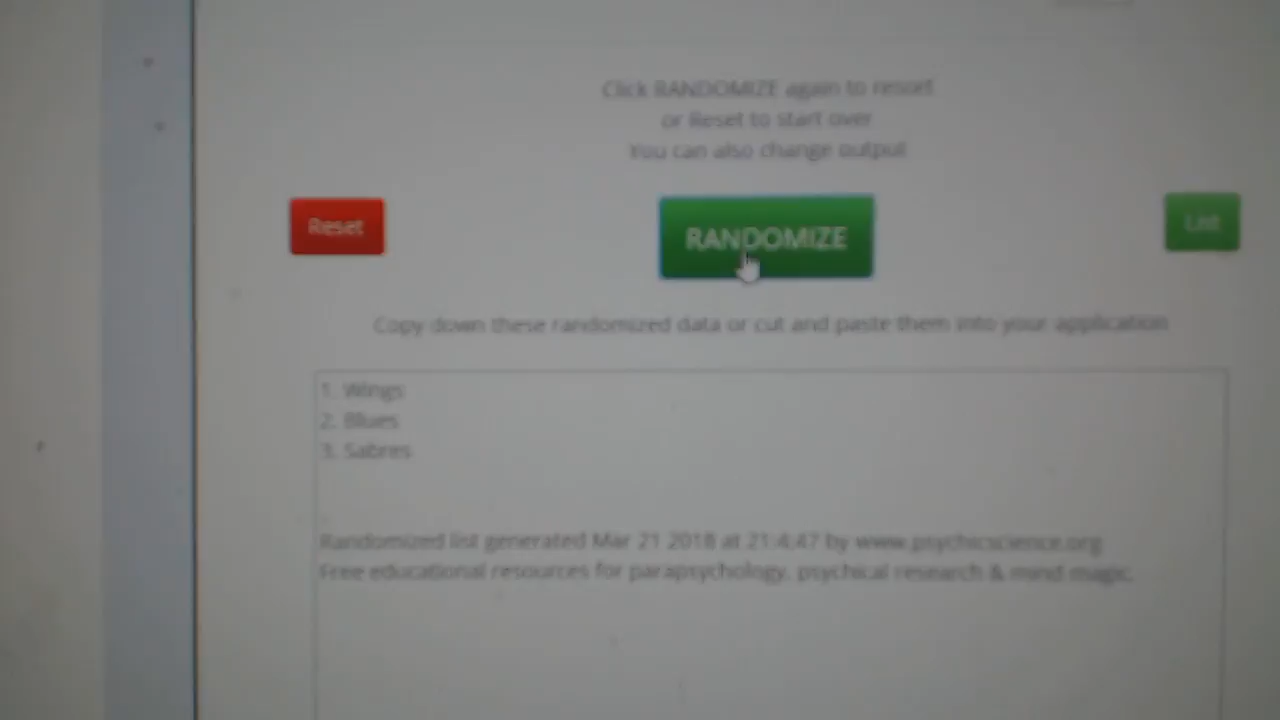 Click RANDOMIZE again to resort
or Reset to start over
You can also change output
Reset
RANDOMIZE
List
Copy down these randomized data or cut and paste them into your application
1. Wings
2. Blues
3. Sabres
Randomized list generated Mar 21 2018 at 21:4:47 by www.psychicscience.org
Free educational resources for parapsychology, psychical research & mind magic.